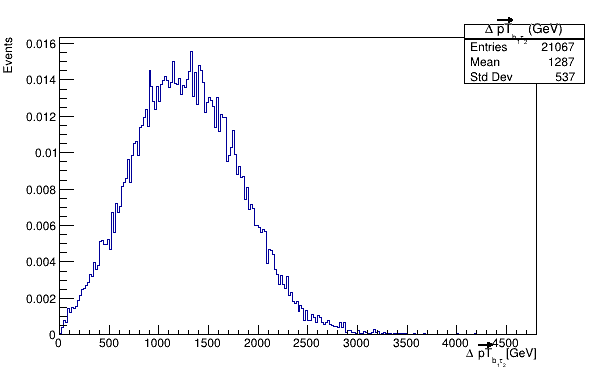 Δ pT b₁τ₂ (GeV)
Entries 21067
Mean 1287
Std Dev 537
Events
0.016
0.014
0.012
0.01
0.008
0.006
0.004
0.002
0
0 500 1000 1500 2000 2500 3000 3500 4000 4500
Δ pT b₁τ₂ [GeV]